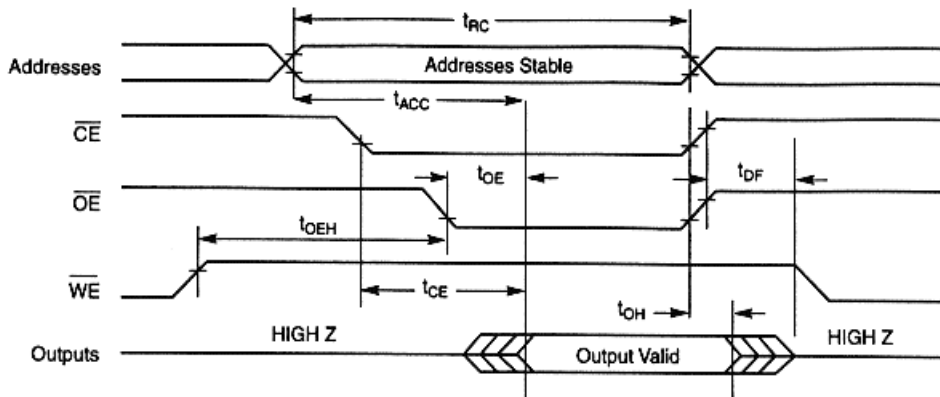 tRC
Addresses
Addresses Stable
tACC
CE
tOE
tDF
OE
tOEH
WE
tCE
tOH
HIGH Z
HIGH Z
Outputs
Output Valid